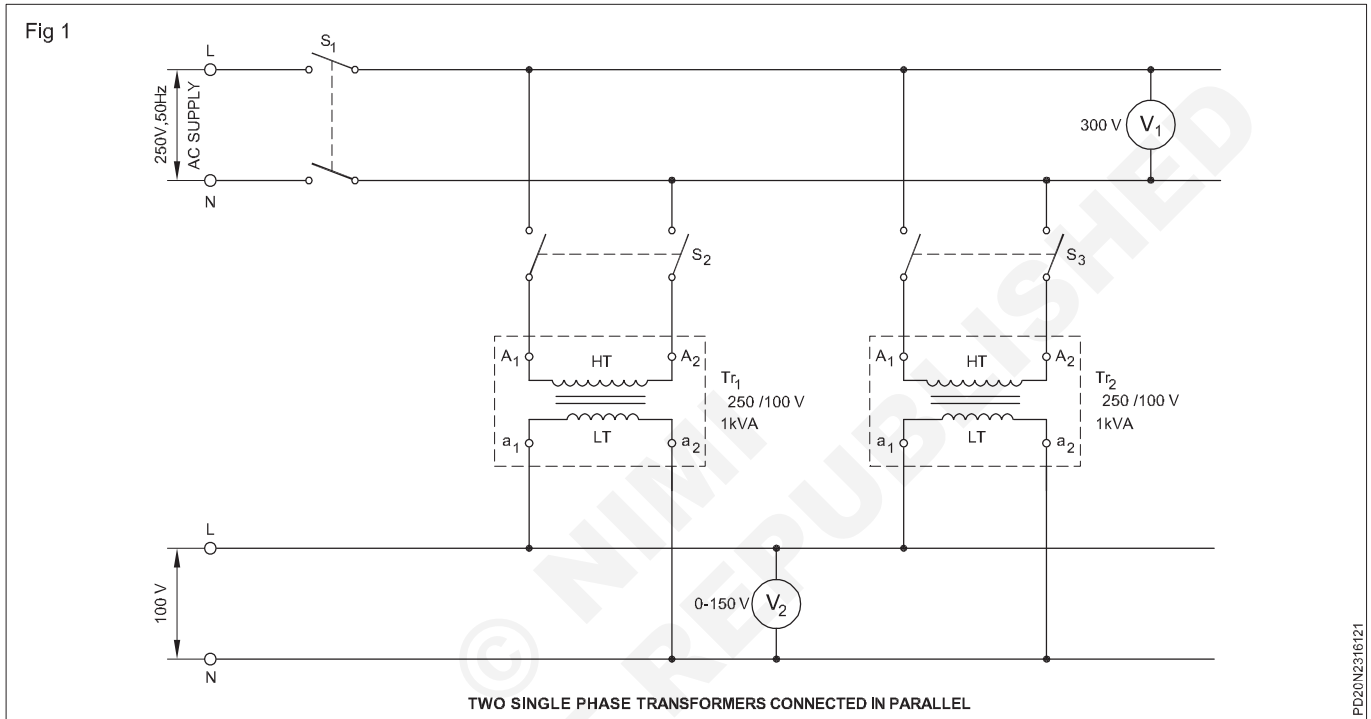 Fig 1
L
S1
250V,50Hz
AC SUPPLY
N
300 V
V1
S2
S3
A1
HT
A2
Tr1
250 /100 V
1kVA
a1
LT
a2
A1
HT
A2
Tr2
250 /100 V
1kVA
a1
LT
a2
L
100 V
0-150 V
V2
N
TWO SINGLE PHASE TRANSFORMERS CONNECTED IN PARALLEL
PD20N2316121
© NIMI
REPUBLISHED